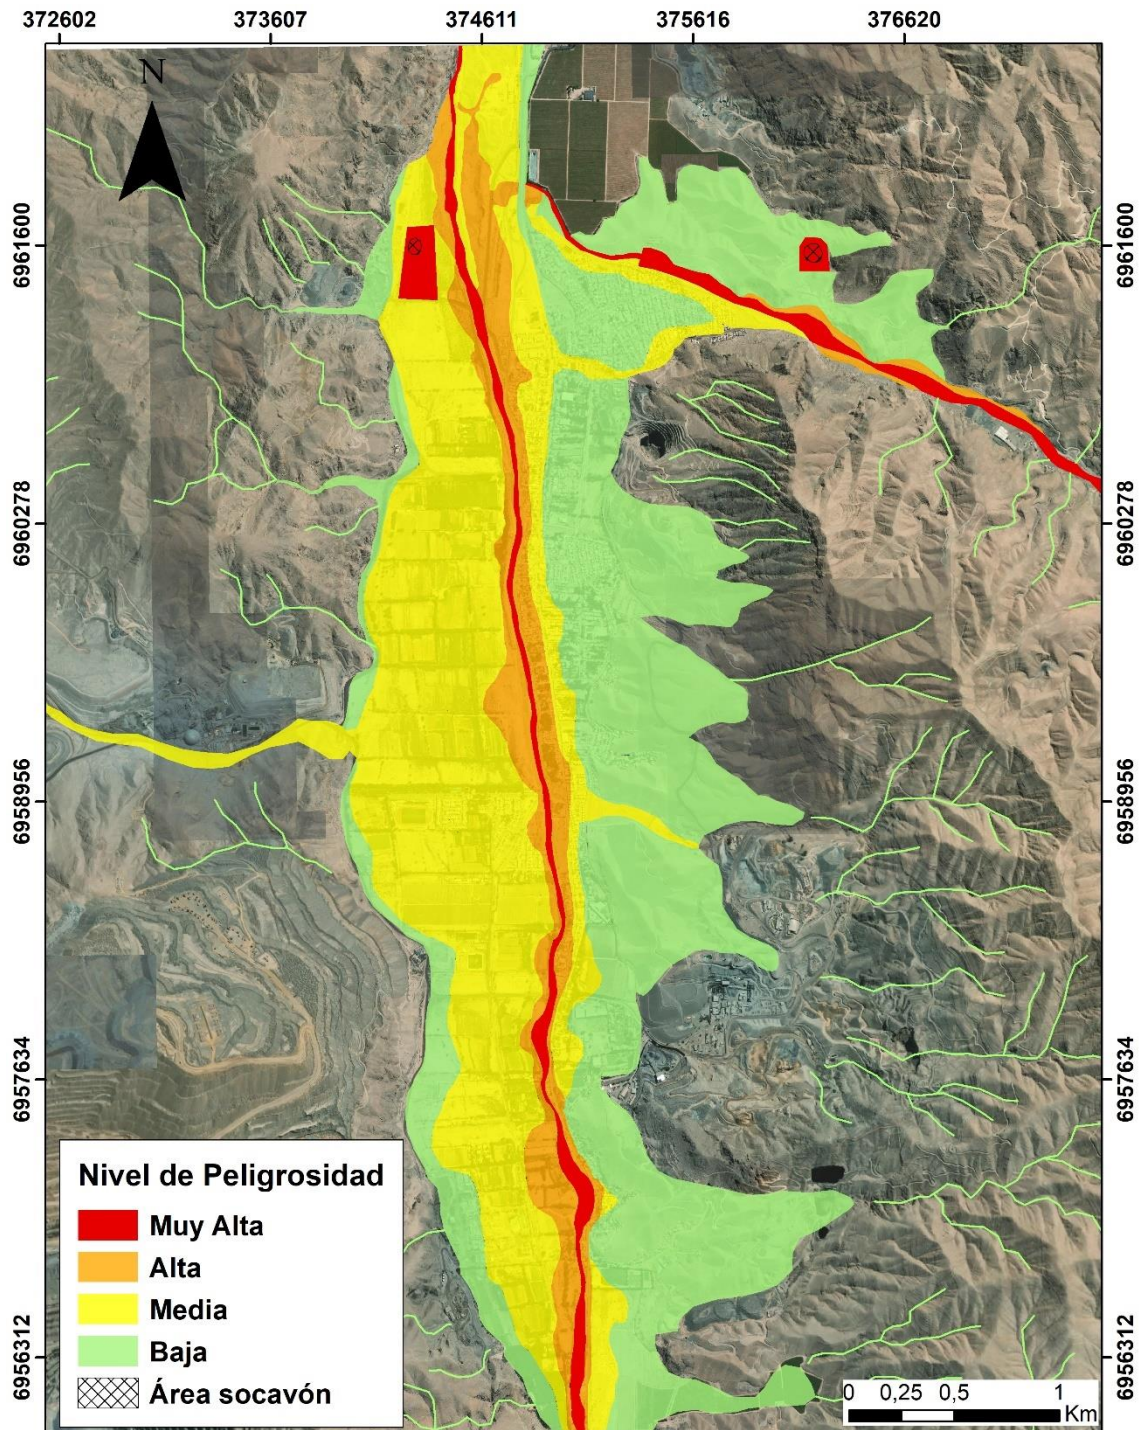 372602 373607 374611 375616 376620
N
6961600 6961600
6960278 6960278
6958956 6958956
6957634 6957634
Nivel de Peligrosidad
Muy Alta
Alta
Media
Baja
Área socavón
6956312 6956312
0 0,25 0,5 1
Km